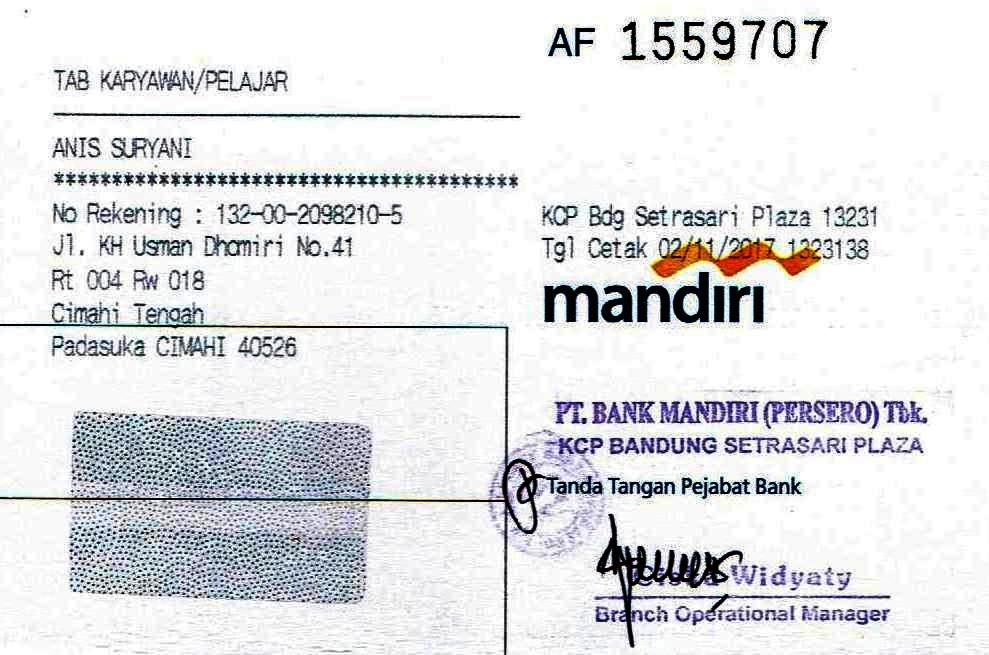 AF 1559707
TAB KARYAWAN/PELAJAR
ANIS SURYANI
******************************************
No Rekening : 132-00-2098210-5
Jl. KH Usman Dhamiri No.41
Rt 004 Rw 018
Cimahi Tengah
Padasuka CIMAHI 40526
KCP Bdg Setrasari Plaza 13231
Tgl Cetak 02/11/2017 1323138
mandiri
PT. BANK MANDIRI (PERSERO) Tbk.
KCP BANDUNG SETRASARI PLAZA
Tanda Tangan Pejabat Bank
Widyaty
Branch Operational Manager